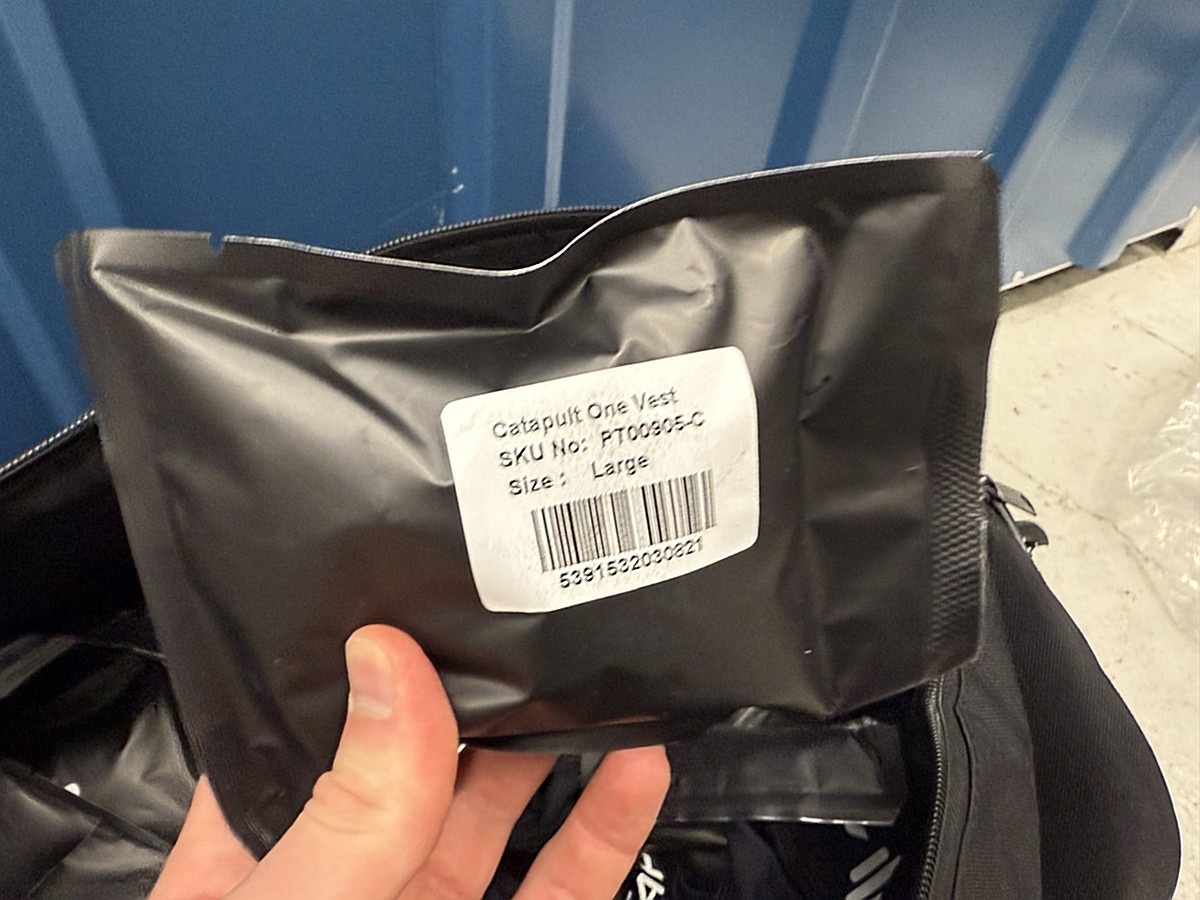 Catapult One Vest
SKU No: PT00905-C
Size : Large
5391532030821